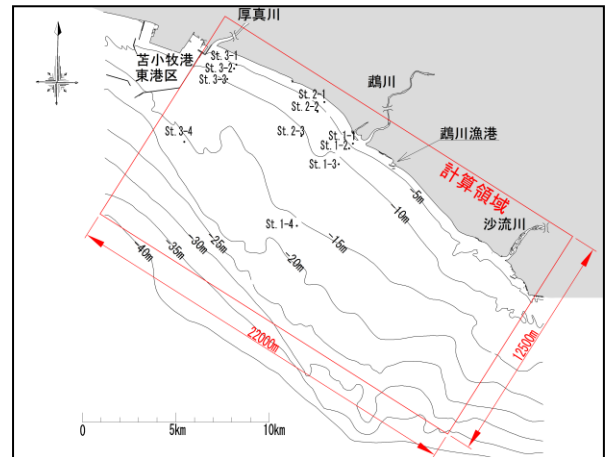 厚真川
苫小牧港
東港区
St. 3-1
St. 3-2
St. 3-3
鵡川
St. 2-1
St. 2-2
St. 3-4
St. 2-3
St. 1-1
St. 1-2
St. 1-3
鵡川漁港
計算領域
-5m
-10m
沙流川
St. 1-4
-15m
-20m
-25m
-30m
-35m
-40m
22000m
12500m
0 5km 10km